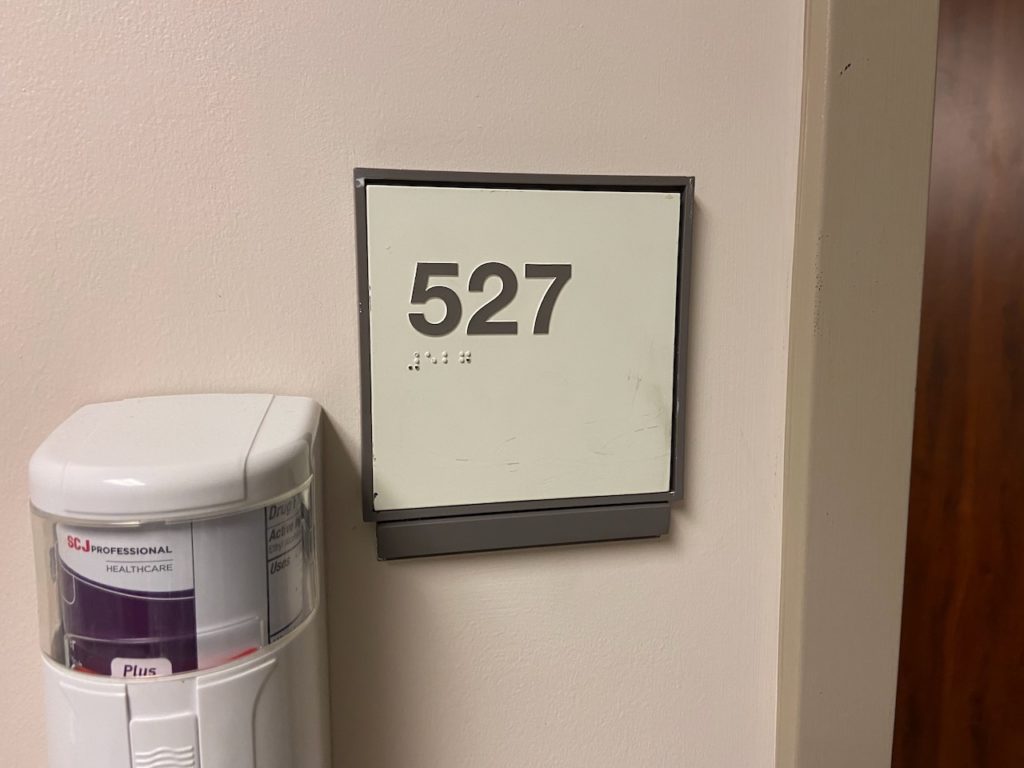 527
SCJ PROFESSIONAL
HEALTHCARE
Plus
Uses